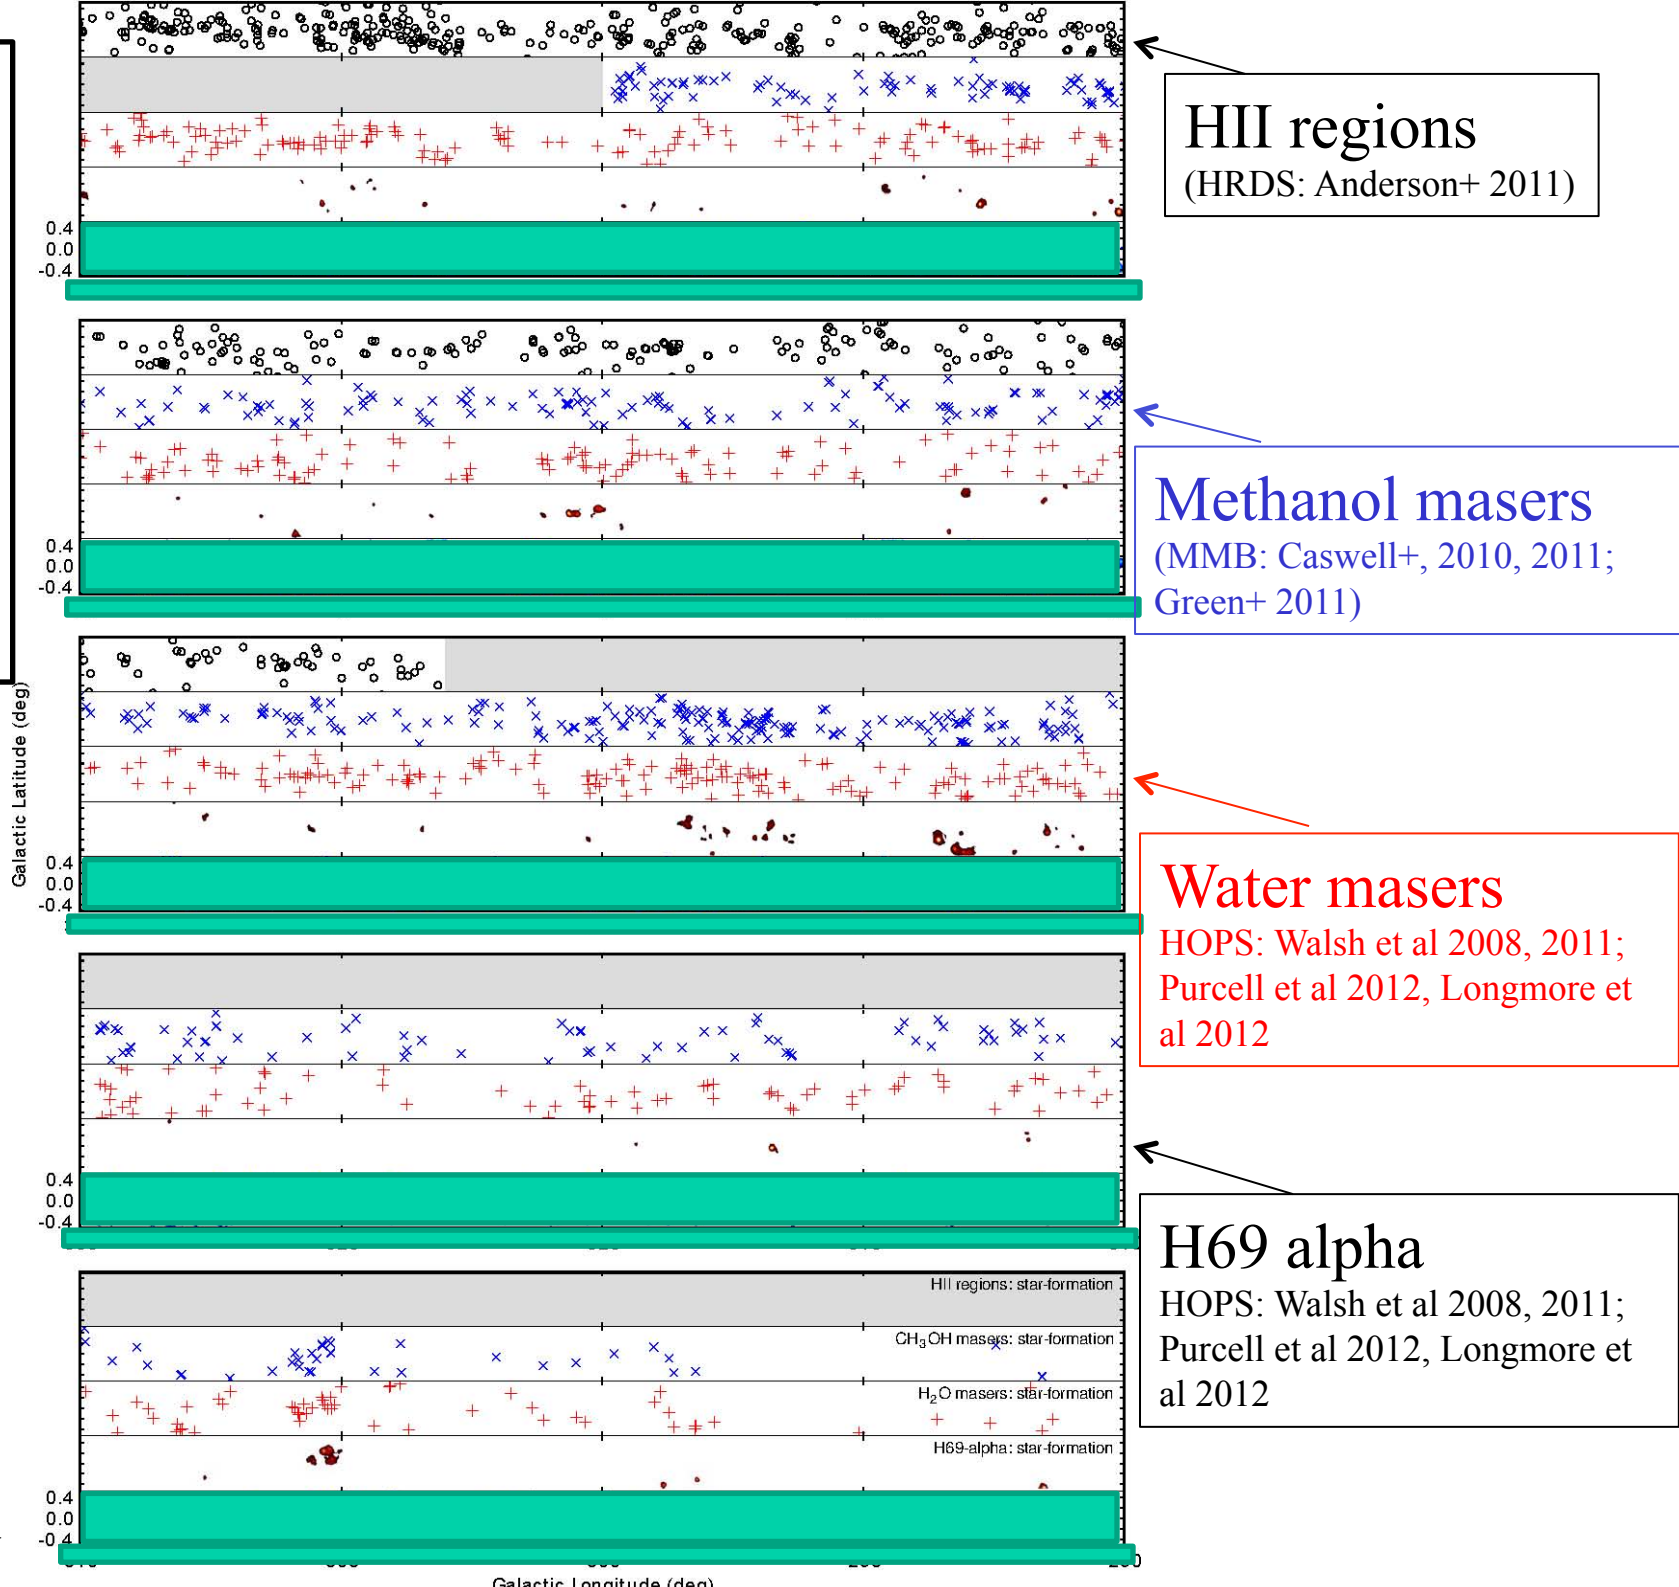 HII regions
(HRDS: Anderson+ 2011)
0.4
0.0
-0.4
Methanol masers
(MMB: Caswell+, 2010, 2011;
Green+ 2011)
0.4
0.0
-0.4
Galactic Latitude (deg)
0.4
0.0
-0.4
Water masers
HOPS: Walsh et al 2008, 2011;
Purcell et al 2012, Longmore et
al 2012
0.4
0.0
-0.4
H69 alpha
HOPS: Walsh et al 2008, 2011;
Purcell et al 2012, Longmore et
al 2012
HII regions: star-formation
CH₃OH masers: star-formation
H₂O masers: star-formation
H69-alpha: star-formation
0.4
0.0
-0.4
Galactic Longitude (deg)